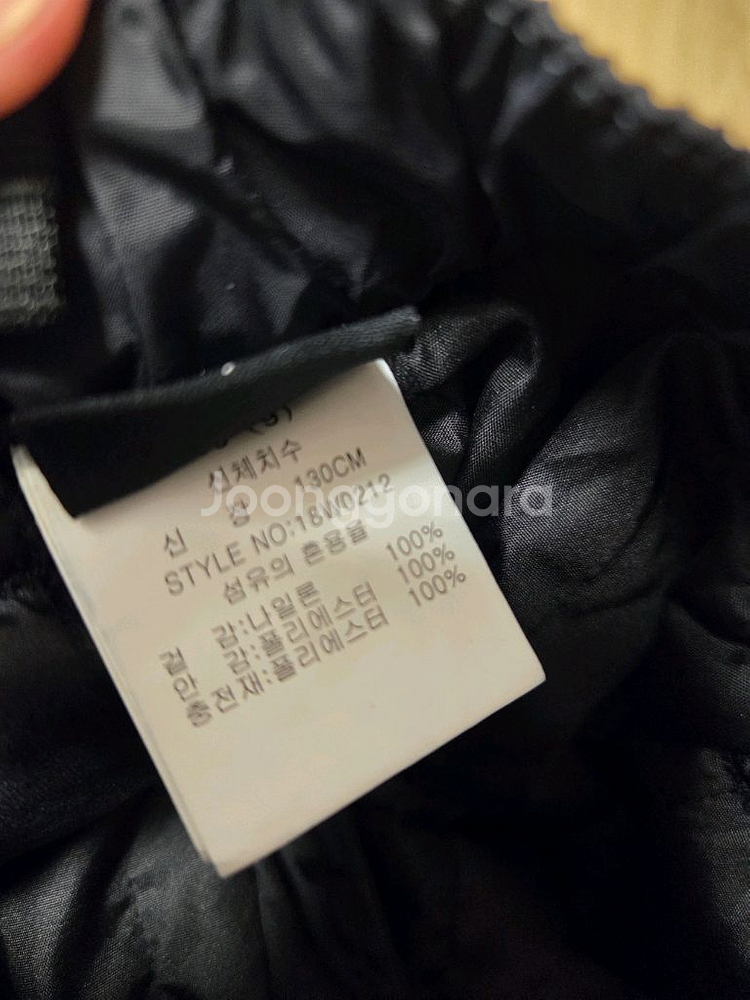 신체치수
신 장 130CM
STYLE NO:18W0212
섬유의 혼용율
겉 감:나일론 100%
안 감:폴리에스터 100%
충전재:폴리에스터 100%
Joonggonara